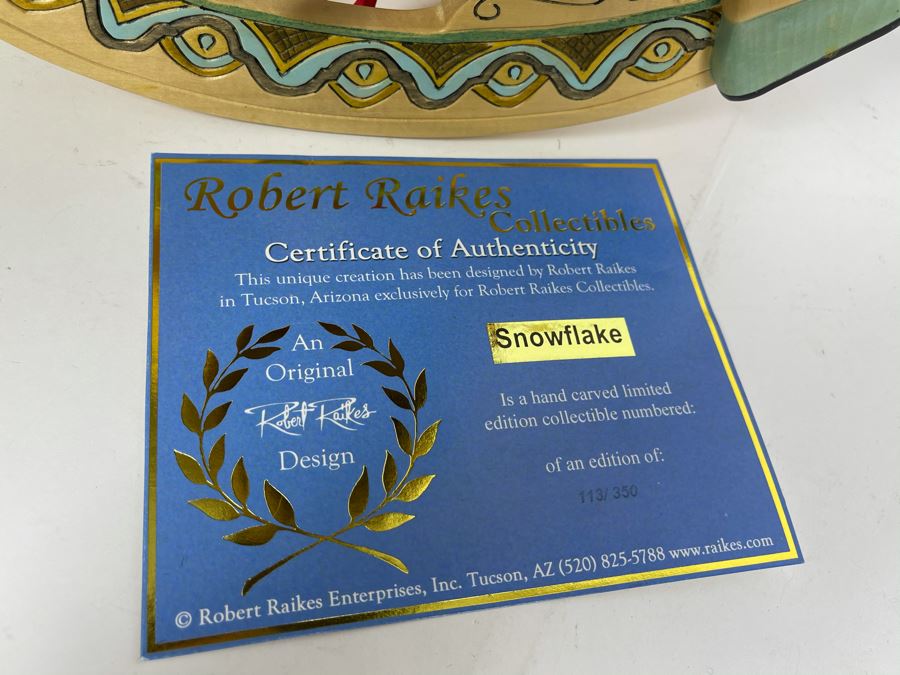 Robert Raikes
Collectibles
Certificate of Authenticity
This unique creation has been designed by Robert Raikes
in Tucson, Arizona exclusively for Robert Raikes Collectibles.
An
Original
Robert Raikes
Design
Snowflake
Is a hand carved limited
edition collectible numbered:
of an edition of:
113/ 350
© Robert Raikes Enterprises, Inc. Tucson, AZ (520) 825-5788 www.raikes.com